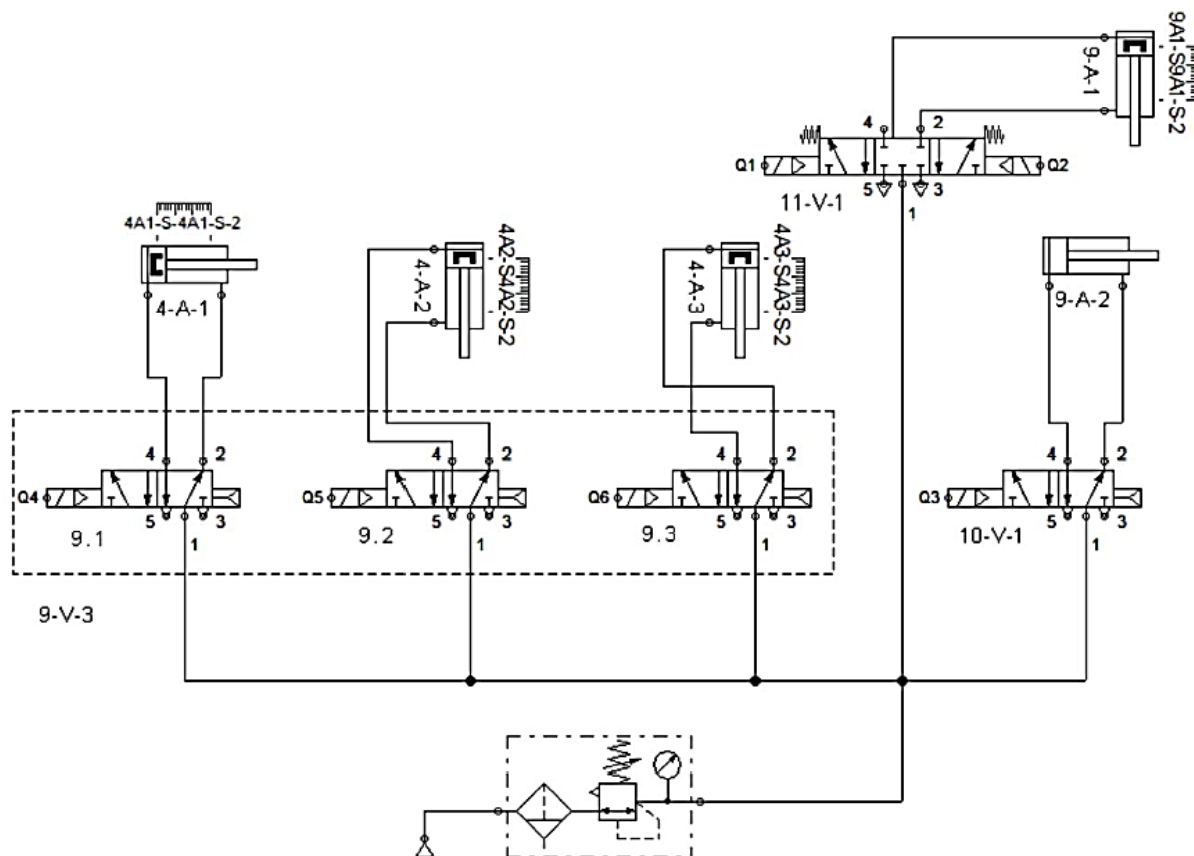 9A1-S9A1-S-2
9-A-1
4 2
Q1 Q2
5 3
11-V-1
1
4A1-S-4A1-S-2
4-A-1
4A2-S4A2-S-2
4-A-2
4A3-S4A3-S-2
4-A-3
9-A-2
4 2
Q4
5 3
9.1
1
4 2
Q5
5 3
9.2
1
4 2
Q6
5 3
9.3
1
4 2
Q3
5 3
10-V-1
1
9-V-3